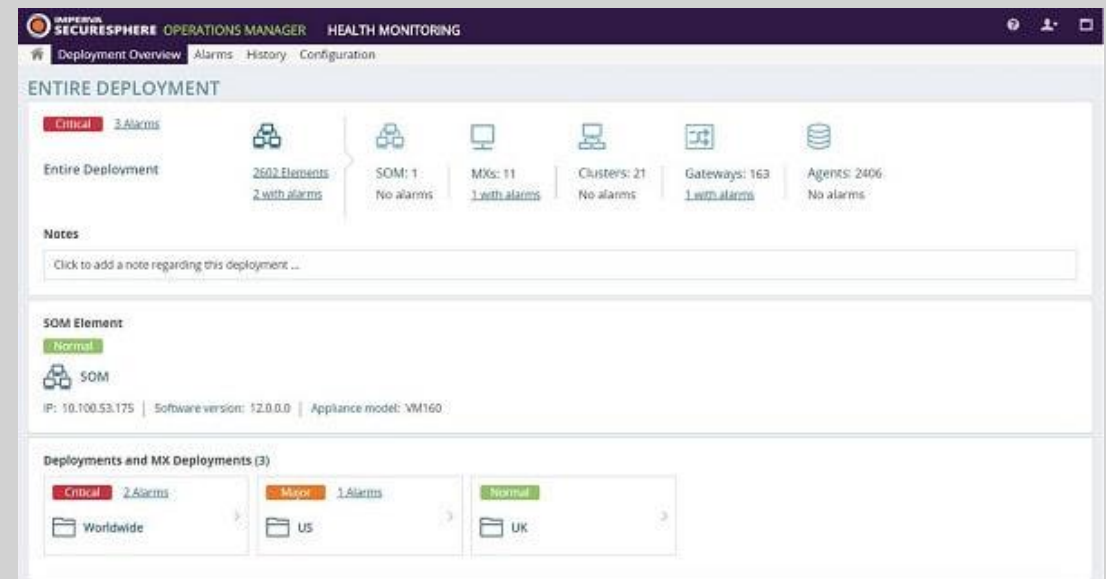 IMPERVA
SECURESPHERE OPERATIONS MANAGER HEALTH MONITORING
Deployment Overview Alarms History Configuration
ENTIRE DEPLOYMENT
Critical 3 Alarms
Entire Deployment 2602 Elements SOM: 1 MXs: 11 Clusters: 21 Gateways: 163 Agents: 2406
2 with alarms No alarms 1 with alarms No alarms 1 with alarms No alarms
Notes
Click to add a note regarding this deployment ...
SOM Element
Normal
SOM
IP: 10.100.53.175 | Software version: 12.0.0.0 | Appliance model: VM160
Deployments and MX Deployments (3)
Critical 2 Alarms Major 1 Alarms Normal
Worldwide US UK